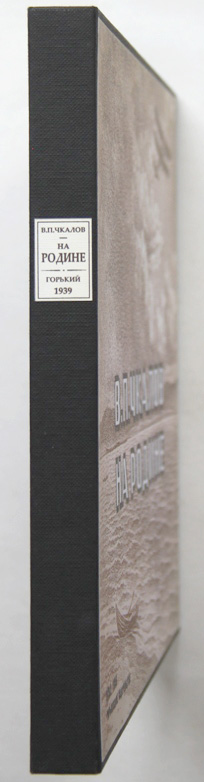 В.П.ЧКАЛОВ
НА
РОДИНЕ
ГОРЬКИЙ
1939
В.П. ЧКАЛОВ
НА РОДИНЕ